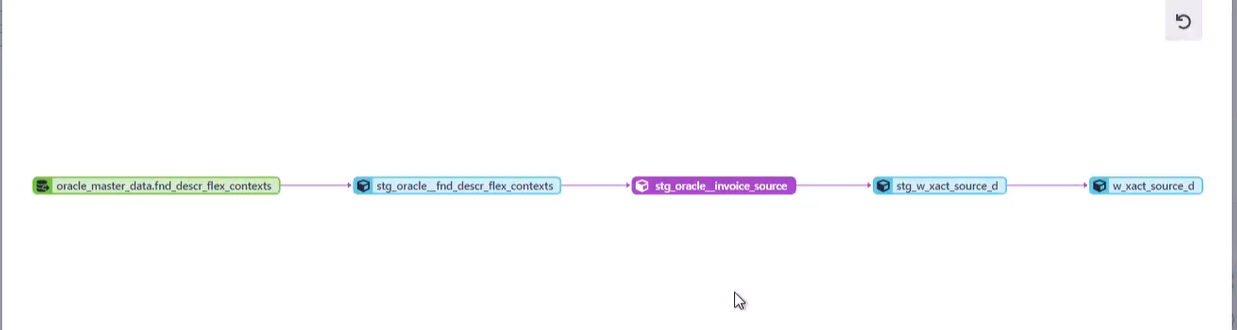 oracle_master_data.fnd_descr_flex_contexts
stg_oracle__fnd_descr_flex_contexts
stg_oracle__invoice_source
stg_w_xact_source_d
w_xact_source_d